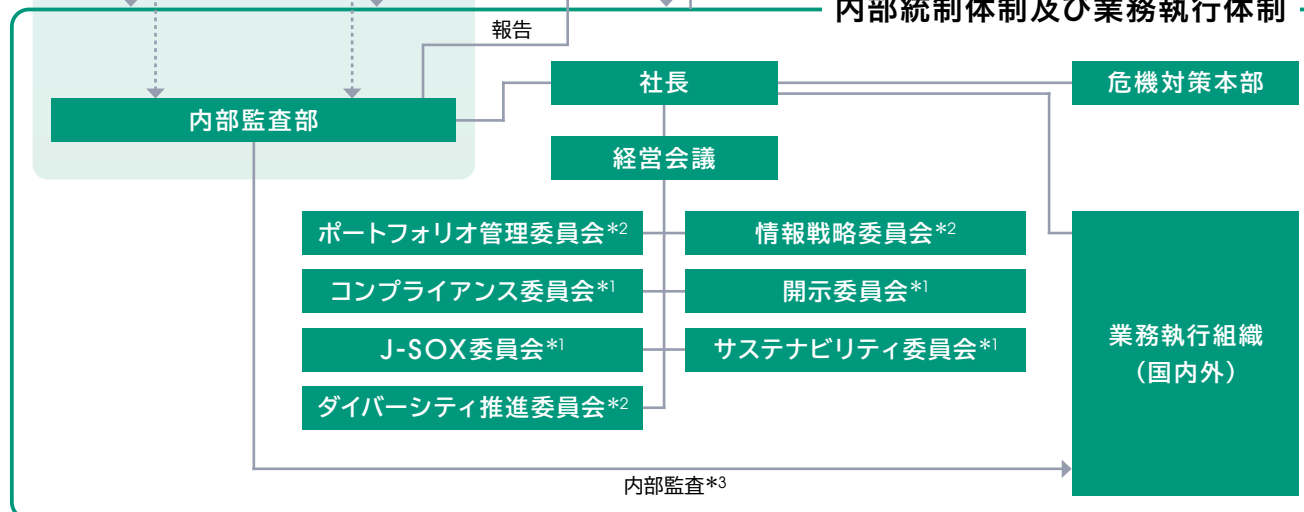 内部統制体制及び業務執行体制
報告
社長
危機対策本部
内部監査部
経営会議
ポートフォリオ管理委員会*2
情報戦略委員会*2
コンプライアンス委員会*1
開示委員会*1
J-SOX委員会*1
サステナビリティ委員会*1
業務執行組織
（国内外）
ダイバーシティ推進委員会*2
内部監査*3